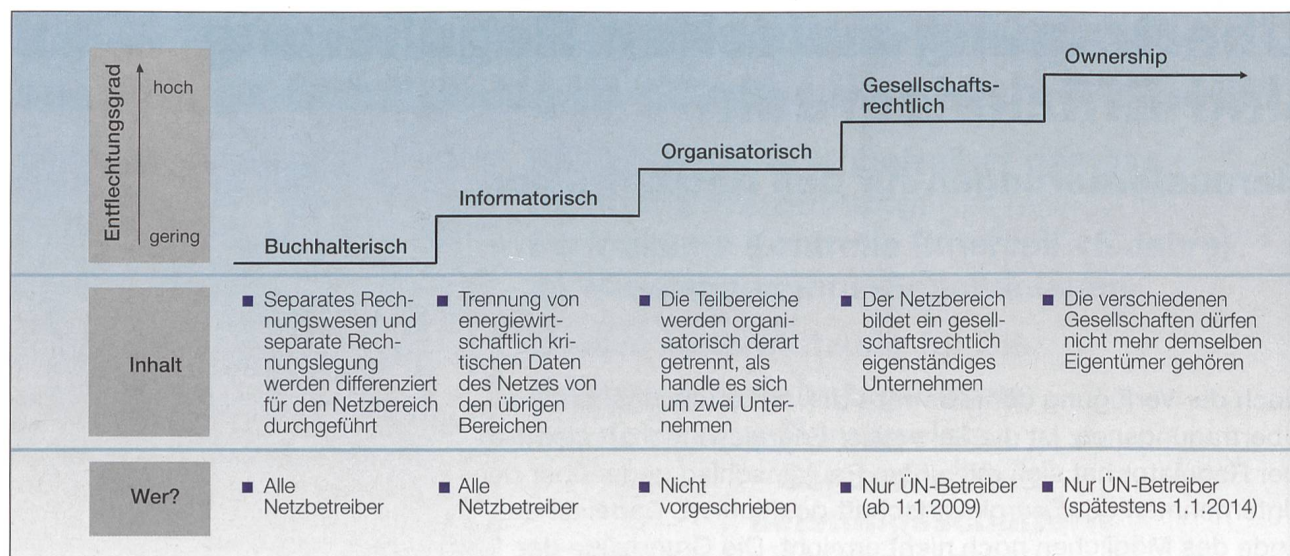 Entflechtungsgrad
hoch
gering
Buchhalterisch
Informatorisch
Organisatorisch
Gesellschafts-
rechtlich
Ownership
Inhalt
Separates Rech-
nungswesen und
separate Rech-
nungslegung
werden differenziert
für den Netzbereich
durchgeführt
Trennung von
energiewirt-
schaftlich kri-
tischen Daten
des Netzes von
den übrigen
Bereichen
Die Teilbereiche
werden organi-
satorisch derart
getrennt, als
handle es sich
um zwei Unter-
nehmen
Der Netzbereich
bildet ein gesell-
schaftsrechtlich
eigenständiges
Unternehmen
Die verschiedenen
Gesellschaften dürfen
nicht mehr demselben
Eigentümer gehören
Wer?
Alle
Netzbetreiber
Alle
Netzbetreiber
Nicht
vorgeschrieben
Nur ÜN-Betreiber
(ab 1.1.2009)
Nur ÜN-Betreiber
(spätestens 1.1.2014)